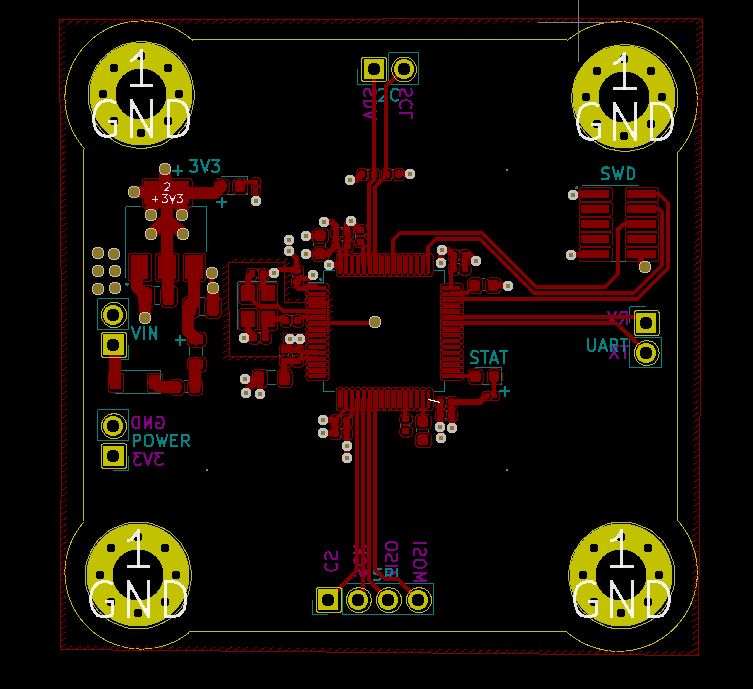 1
GND
1
GND
SDA
I2C
SCL
+ 3V3
2
+3V3
+
SWD
VIN
+
RX
UART
TX
STAT
+
GND
POWER
3V3
CS
MISO
MOSI
SPI
1
GND
1
GND